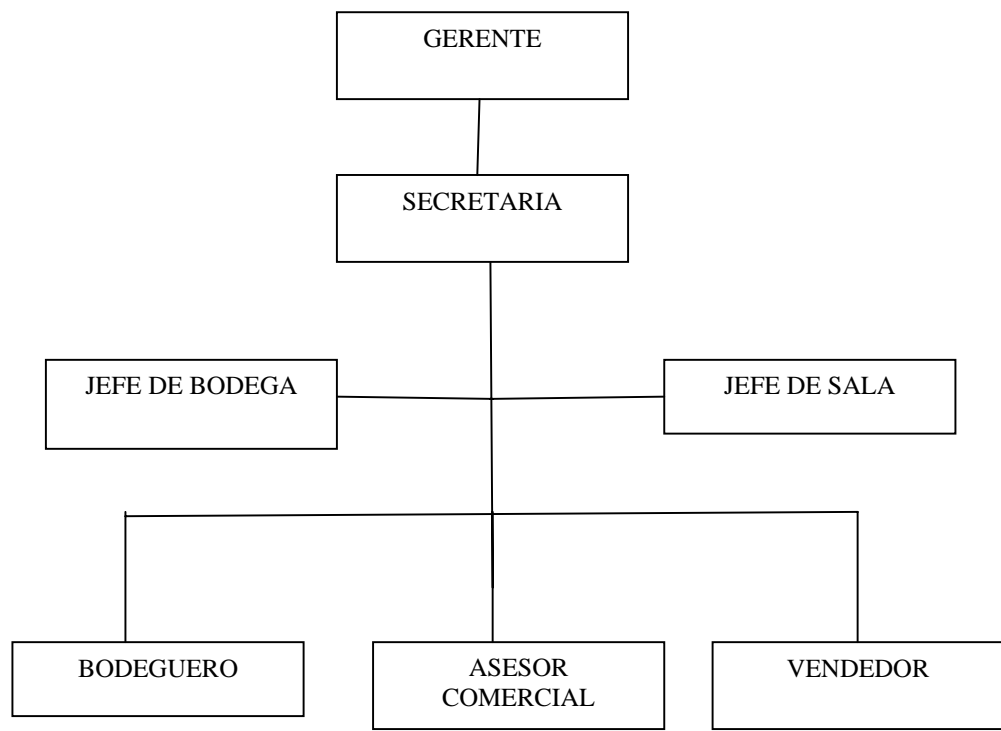 GERENTE
SECRETARIA
JEFE DE BODEGA
JEFE DE SALA
BODEGUERO
ASESOR
COMERCIAL
VENDEDOR